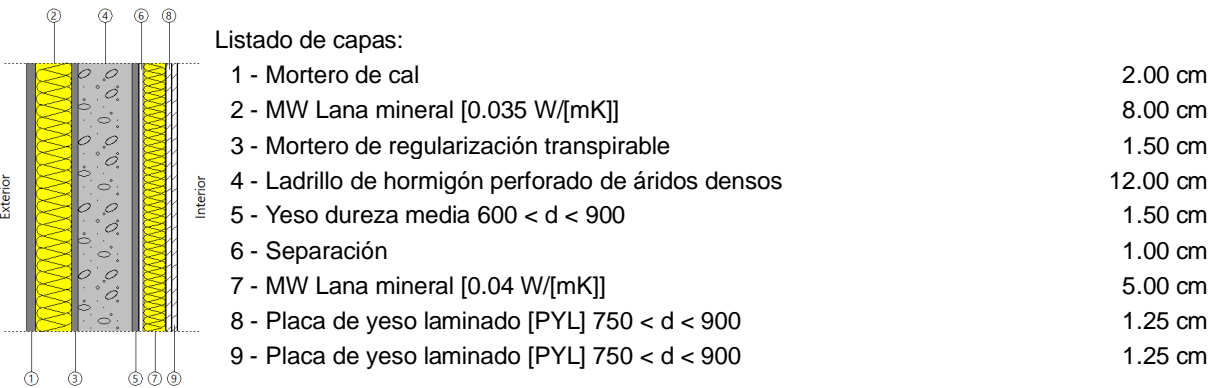 ② ④ ⑥ ⑧
Listado de capas:
1 - Mortero de cal 2.00 cm
2 - MW Lana mineral [0.035 W/[mK]] 8.00 cm
3 - Mortero de regularización transpirable 1.50 cm
4 - Ladrillo de hormigón perforado de áridos densos 12.00 cm
5 - Yeso dureza media 600 < d < 900 1.50 cm
6 - Separación 1.00 cm
7 - MW Lana mineral [0.04 W/[mK]] 5.00 cm
8 - Placa de yeso laminado [PYL] 750 < d < 900 1.25 cm
9 - Placa de yeso laminado [PYL] 750 < d < 900 1.25 cm
Exterior
Interior
① ③ ⑤ ⑦ ⑨